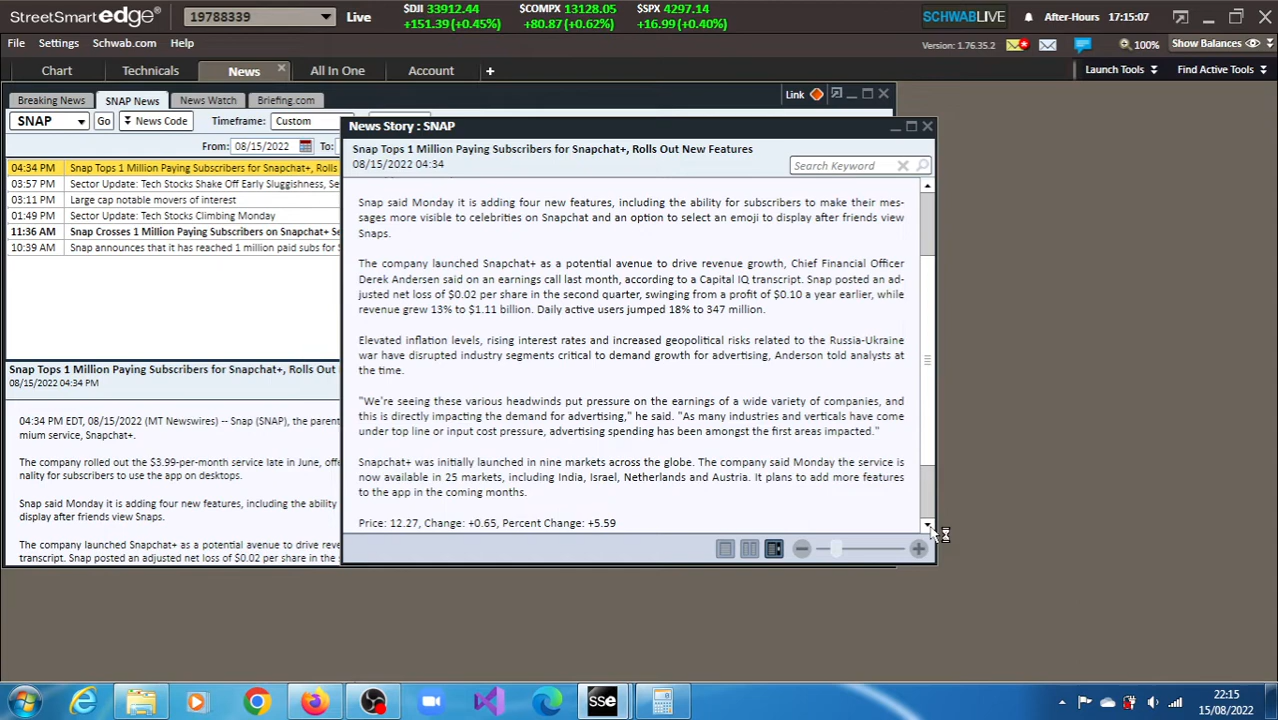 StreetSmart edge
19788339
Live
$DJI 33912.44
+151.39 (+0.45%)
$COMPX 13128.05
+80.87 (+0.62%)
$SPX 4297.14
+16.99 (+0.40%)
SCHWABLIVE
After-Hours 17:15:07
File Settings Schwab.com Help
Version: 1.76.35.2
100%
Show Balances
Chart Technicals News All In One Account +
Launch Tools
Find Active Tools
Breaking News SNAP News News Watch Briefing.com
Link
SNAP Go News Code Timeframe: Custom
From: 08/15/2022 To:
04:34 PM Snap Tops 1 Million Paying Subscribers for Snapchat+, Rolls
03:57 PM Sector Update: Tech Stocks Shake Off Early Sluggishness, Se
03:11 PM Large cap notable movers of interest
01:49 PM Sector Update: Tech Stocks Climbing Monday
11:36 AM Snap Crosses 1 Million Paying Subscribers on Snapchat+ Se
10:39 AM Snap announces that it has reached 1 million paid subs for S
Snap Tops 1 Million Paying Subscribers for Snapchat+, Rolls Out
08/15/2022 04:34 PM
04:34 PM EDT, 08/15/2022 (MT Newswires) -- Snap (SNAP), the parent
mium service, Snapchat+.
The company rolled out the $3.99-per-month service late in June, offe
nality for subscribers to use the app on desktops.
Snap said Monday it is adding four new features, including the ability
display after friends view Snaps.
The company launched Snapchat+ as a potential avenue to drive reve
transcript. Snap posted an adjusted net loss of $0.02 per share in the s
News Story : SNAP
Snap Tops 1 Million Paying Subscribers for Snapchat+, Rolls Out New Features
08/15/2022 04:34
Search Keyword
Snap said Monday it is adding four new features, including the ability for subscribers to make their mes-
sages more visible to celebrities on Snapchat and an option to select an emoji to display after friends view
Snaps.
The company launched Snapchat+ as a potential avenue to drive revenue growth, Chief Financial Officer
Derek Andersen said on an earnings call last month, according to a Capital IQ transcript. Snap posted an ad-
justed net loss of $0.02 per share in the second quarter, swinging from a profit of $0.10 a year earlier, while
revenue grew 13% to $1.11 billion. Daily active users jumped 18% to 347 million.
Elevated inflation levels, rising interest rates and increased geopolitical risks related to the Russia-Ukraine
war have disrupted industry segments critical to demand growth for advertising, Anderson told analysts at
the time.
"We're seeing these various headwinds put pressure on the earnings of a wide variety of companies, and
this is directly impacting the demand for advertising," he said. "As many industries and verticals have come
under top line or input cost pressure, advertising spending has been amongst the first areas impacted."
Snapchat+ was initially launched in nine markets across the globe. The company said Monday the service is
now available in 25 markets, including India, Israel, Netherlands and Austria. It plans to add more features
to the app in the coming months.
Price: 12.27, Change: +0.65, Percent Change: +5.59
sse
22:15
15/08/2022